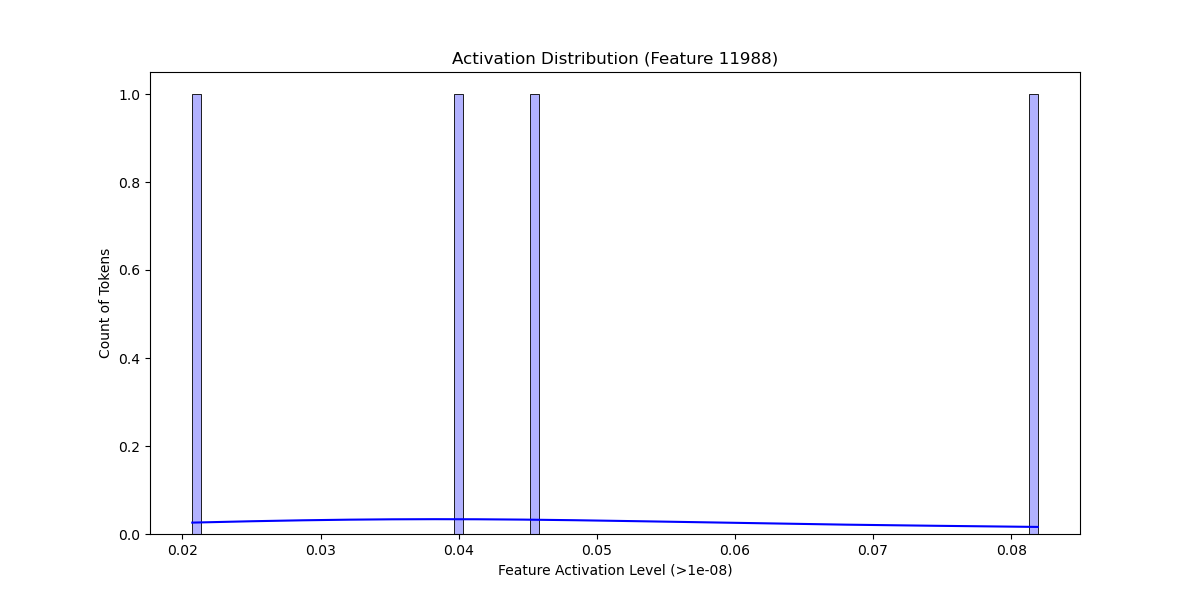 Activation Distribution (Feature 11988)
1.0
0.8
0.6
0.4
0.2
0.0
Count of Tokens
0.02 0.03 0.04 0.05 0.06 0.07 0.08
Feature Activation Level (>1e-08)